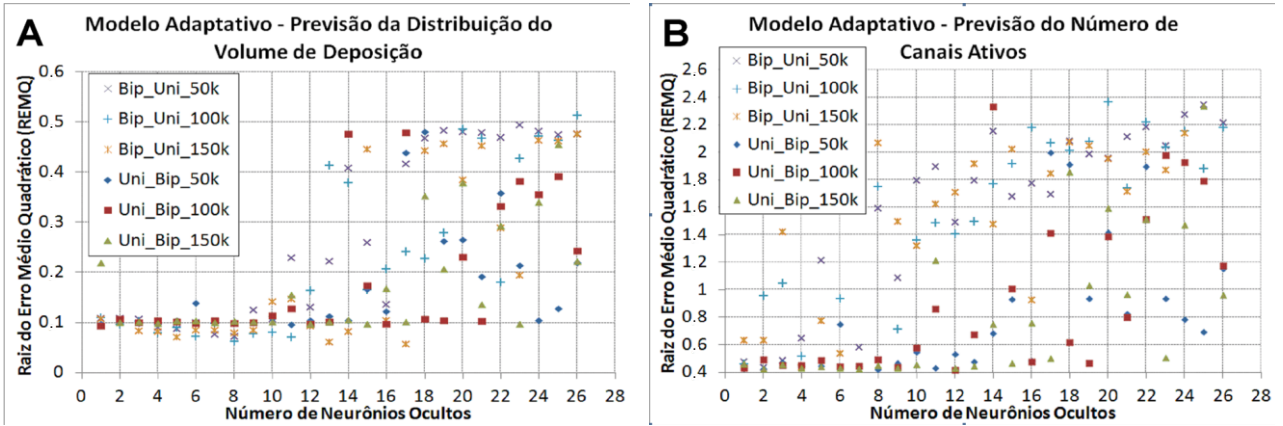 A
Modelo Adaptativo - Previsão da Distribuição do
Volume de Deposição
Raiz do Erro Médio Quadrático (REMQ)
0.6
0.5
0.4
0.3
0.2
0.1
0
Bip_Uni_50k
Bip_Uni_100k
Bip_Uni_150k
Uni_Bip_50k
Uni_Bip_100k
Uni_Bip_150k
0 2 4 6 8 10 12 14 16 18 20 22 24 26 28
Número de Neurônios Ocultos
B
Modelo Adaptativo - Previsão do Número de
Canais Ativos
Raiz do Erro Médio Quadrático (REMQ)
2.6
2.4
2.2
2
1.8
1.6
1.4
1.2
1
0.8
0.6
0.4
Bip_Uni_50k
Bip_Uni_100k
Bip_Uni_150k
Uni_Bip_50k
Uni_Bip_100k
Uni_Bip_150k
0 2 4 6 8 10 12 14 16 18 20 22 24 26 28
Número de Neurônios Ocultos